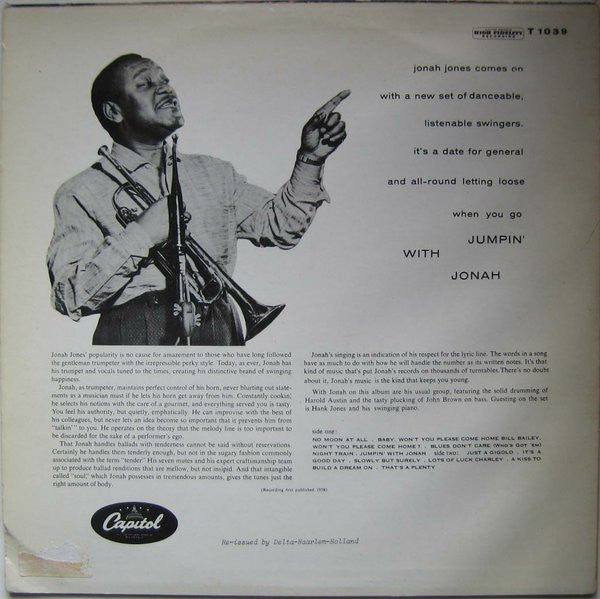 HIGH FIDELITY
RECORDING
T 1039
jonah jones comes on
with a new set of danceable,
listenable swingers.
it's a date for general
and all-round letting loose
when you go
JUMPIN'
WITH
JONAH
Jonah Jones' popularity is no cause for amazement to those who have long followed
the gentleman trumpeter with the irrepressible perky style. Today, as ever, Jonah has
his trumpet and vocals tuned to the times, creating his distinctive brand of swinging
happiness.
Jonah, as trumpeter, maintains perfect control of his horn, never blurting out state-
ments as a musician must if he lets his horn get away from him. Constantly cookin',
he selects his notions with the care of a gourmet, and everything served you is tasty
You feel his authority, but quietly, emphatically. He can improvise with the best of
his colleagues, but never lets an idea become so important that it prevents him from
"talkin'" to you. He operates on the theory that the melody line is too important to
be discarded for the sake of a performer's ego.
That Jonah handles ballads with tenderness cannot be said without reservations.
Certainly he handles them tenderly enough, but not in the sugary fashion commonly
associated with the term "tender." His seven mutes and his expert craftsmanship team
up to produce ballad renditions that are mellow, but not insipid. And that intangible
called "soul," which Jonah possesses in tremendous amounts, gives the tunes just the
right amount of body.
Jonah's singing is an indication of his respect for the lyric line. The words in a song
have as much to do with how he will handle the number as its written notes. It's that
kind of music that's put Jonah's records on thousands of turntables. There's no doubt
about it, Jonah's music is the kind that keeps you young.
With Jonah on this album are his usual group, featuring the solid drumming of
Harold Austin and the tasty plucking of John Brown on bass. Guesting on the set
is Hank Jones and his swinging piano.
side one:
NO MOON AT ALL . BABY, WON'T YOU PLEASE COME HOME BILL BAILEY,
WON'T YOU PLEASE COME HOME? . BLUES DON'T CARE (Who's Got 'Em)
NIGHT TRAIN . JUMPIN' WITH JONAH side two: JUST A GIGOLO . IT'S A
GOOD DAY . SLOWLY BUT SURELY . LOTS OF LUCK CHARLEY . A KISS TO
BUILD A DREAM ON . THAT'S A PLENTY
(Recording first published 1958)
Capitol
Re-issued by Delta-Haarlem-Holland